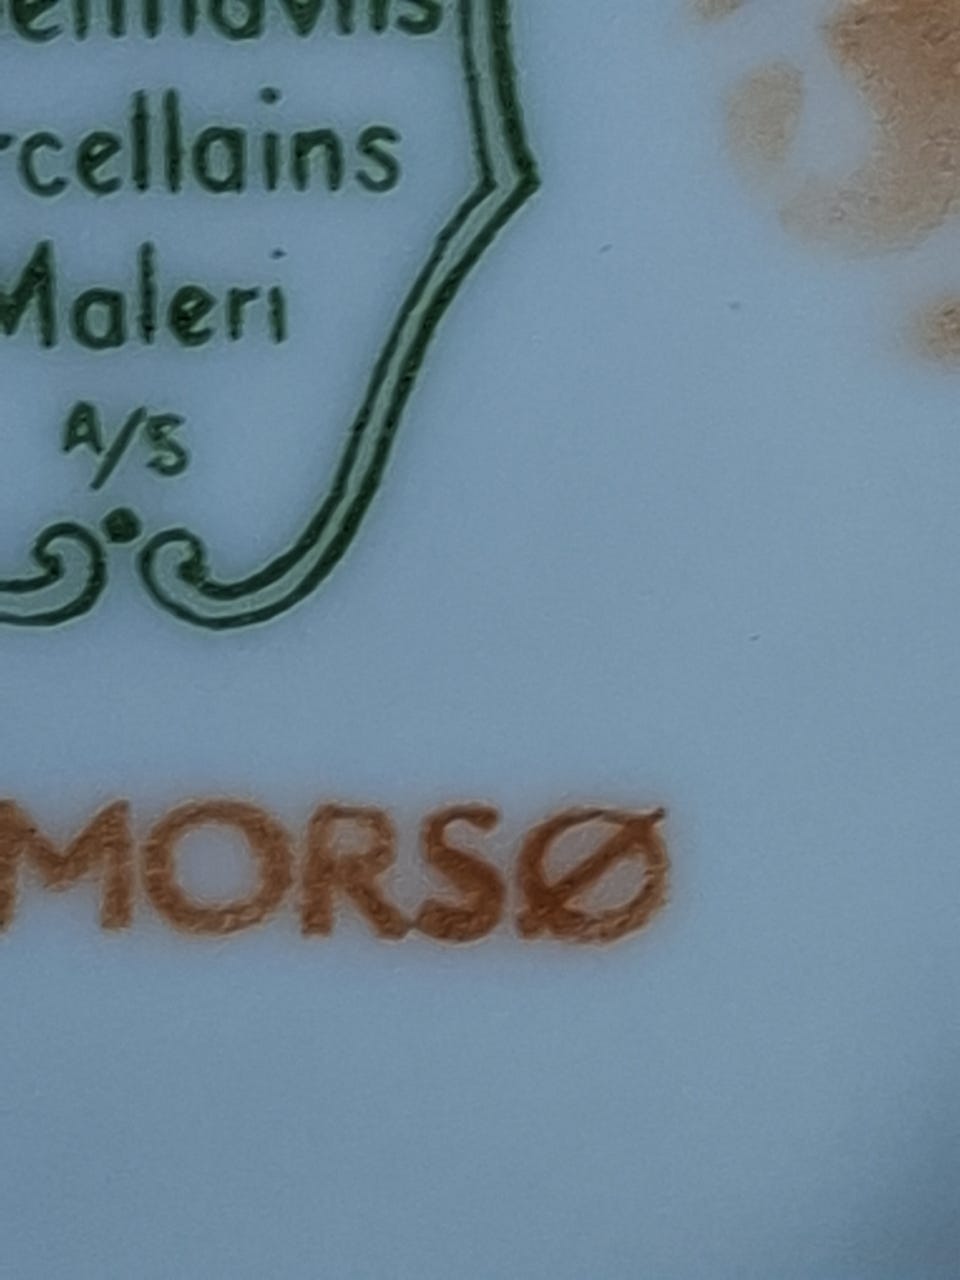 rcellains
Maleri
A/S
MORSØ